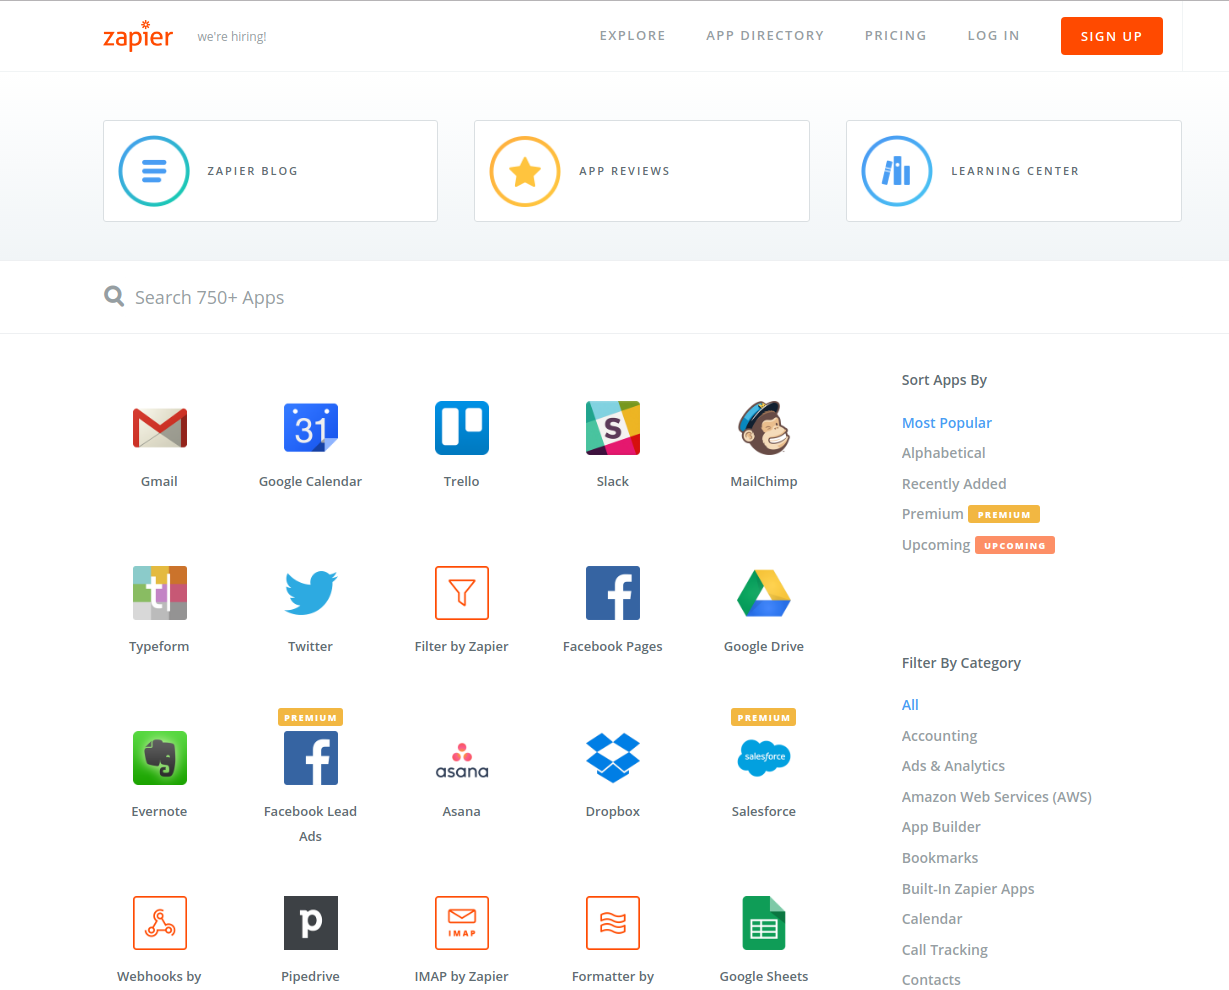 zapier we're hiring! EXPLORE APP DIRECTORY PRICING LOG IN SIGN UP
ZAPIER BLOG APP REVIEWS LEARNING CENTER
Search 750+ Apps
31 S
Gmail Google Calendar Trello Slack MailChimp
t f
Typeform Twitter Filter by Zapier Facebook Pages Google Drive
PREMIUM PREMIUM
f asana salesforce
Evernote Facebook Lead Asana Dropbox Salesforce
Ads
p IMAP
Webhooks by Pipedrive IMAP by Zapier Formatter by Google Sheets
Sort Apps By
Most Popular
Alphabetical
Recently Added
Premium PREMIUM
Upcoming UPCOMING
Filter By Category
All
Accounting
Ads & Analytics
Amazon Web Services (AWS)
App Builder
Bookmarks
Built-In Zapier Apps
Calendar
Call Tracking
Contacts